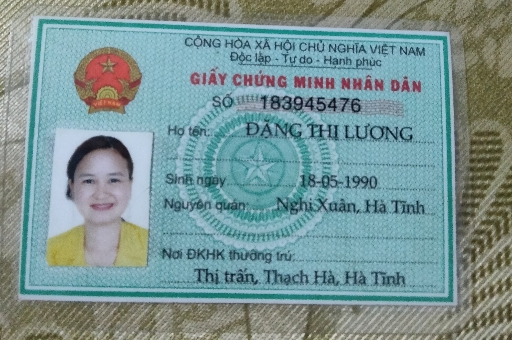 CỘNG HÒA XÃ HỘI CHỦ NGHĨA VIỆT NAM
Độc lập - Tự do - Hạnh phúc
GIẤY CHỨNG MINH NHÂN DÂN
SỐ 183945476
Họ tên: ĐẶNG THỊ LƯƠNG
Sinh ngày 18-05-1990
Nguyên quán: Nghi Xuân, Hà Tĩnh
Nơi ĐKHK thường trú:
Thị trấn, Thạch Hà, Hà Tĩnh
VIỆT NAM